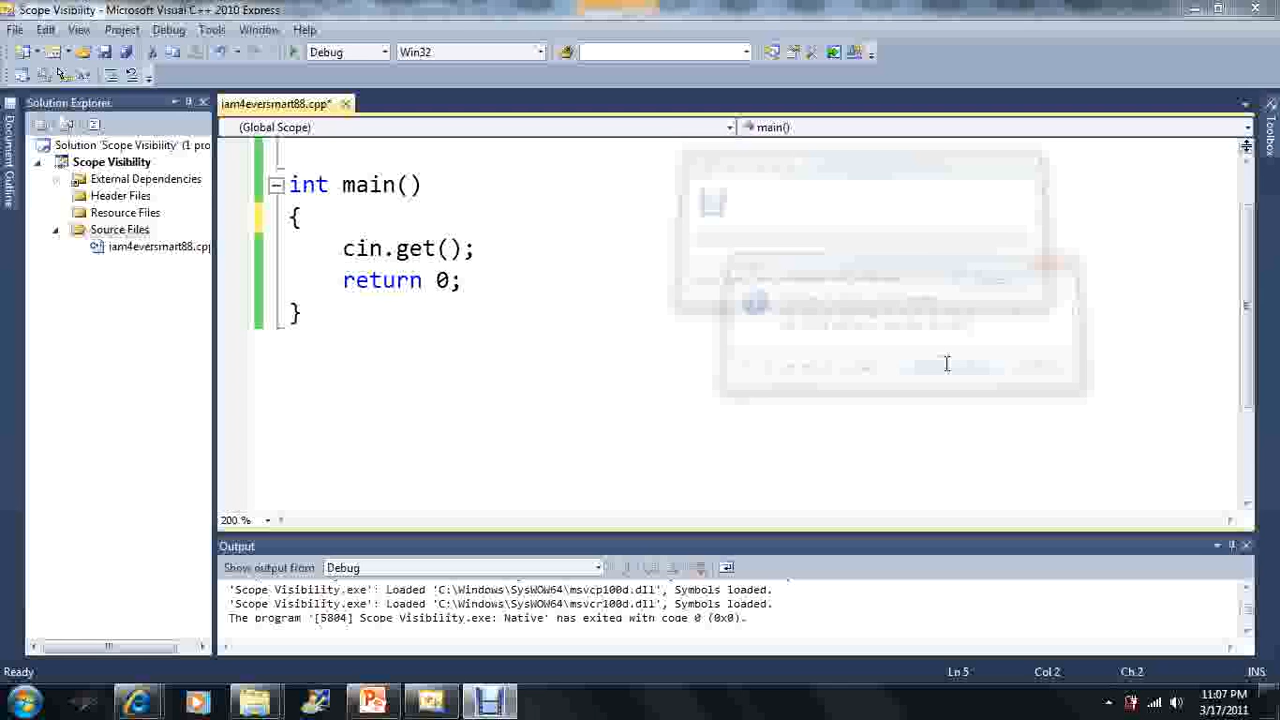 Scope Visibility - Microsoft Visual C++ 2010 Express
File Edit View Project Debug Tools Window Help
Debug Win32
Solution Explorer
iam4eversmart88.cpp*
(Global Scope) main()
Document Outline
Toolbox
Solution 'Scope Visibility' (1 pro
Scope Visibility
External Dependencies
Header Files
Resource Files
Source Files
iam4eversmart88.cpp
int main()
{
cin.get();
return 0;
}
200 %
Output
Show output from Debug
'Scope Visibility.exe': Loaded 'C:\Windows\SysWOW64\msvcp100d.dll', Symbols loaded.
'Scope Visibility.exe': Loaded 'C:\Windows\SysWOW64\msvcr100d.dll', Symbols loaded.
The program '[5804] Scope Visibility.exe: Native' has exited with code 0 (0x0).
Ready Ln 5 Col 2 Ch 2 INS
11:07 PM
3/17/2011